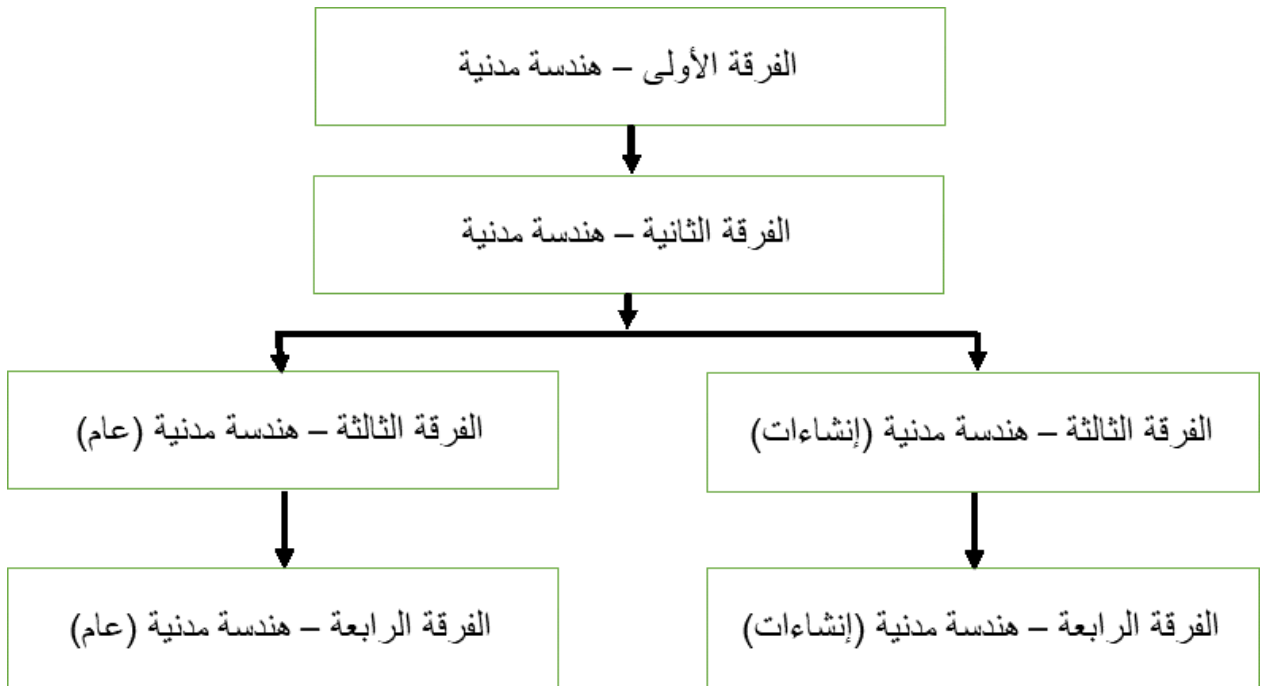 الفرقة الأولى – هندسة مدنية
الفرقة الثانية – هندسة مدنية
الفرقة الثالثة – هندسة مدنية (إنشاءات)
الفرقة الثالثة – هندسة مدنية (عام)
الفرقة الرابعة – هندسة مدنية (إنشاءات)
الفرقة الرابعة – هندسة مدنية (عام)